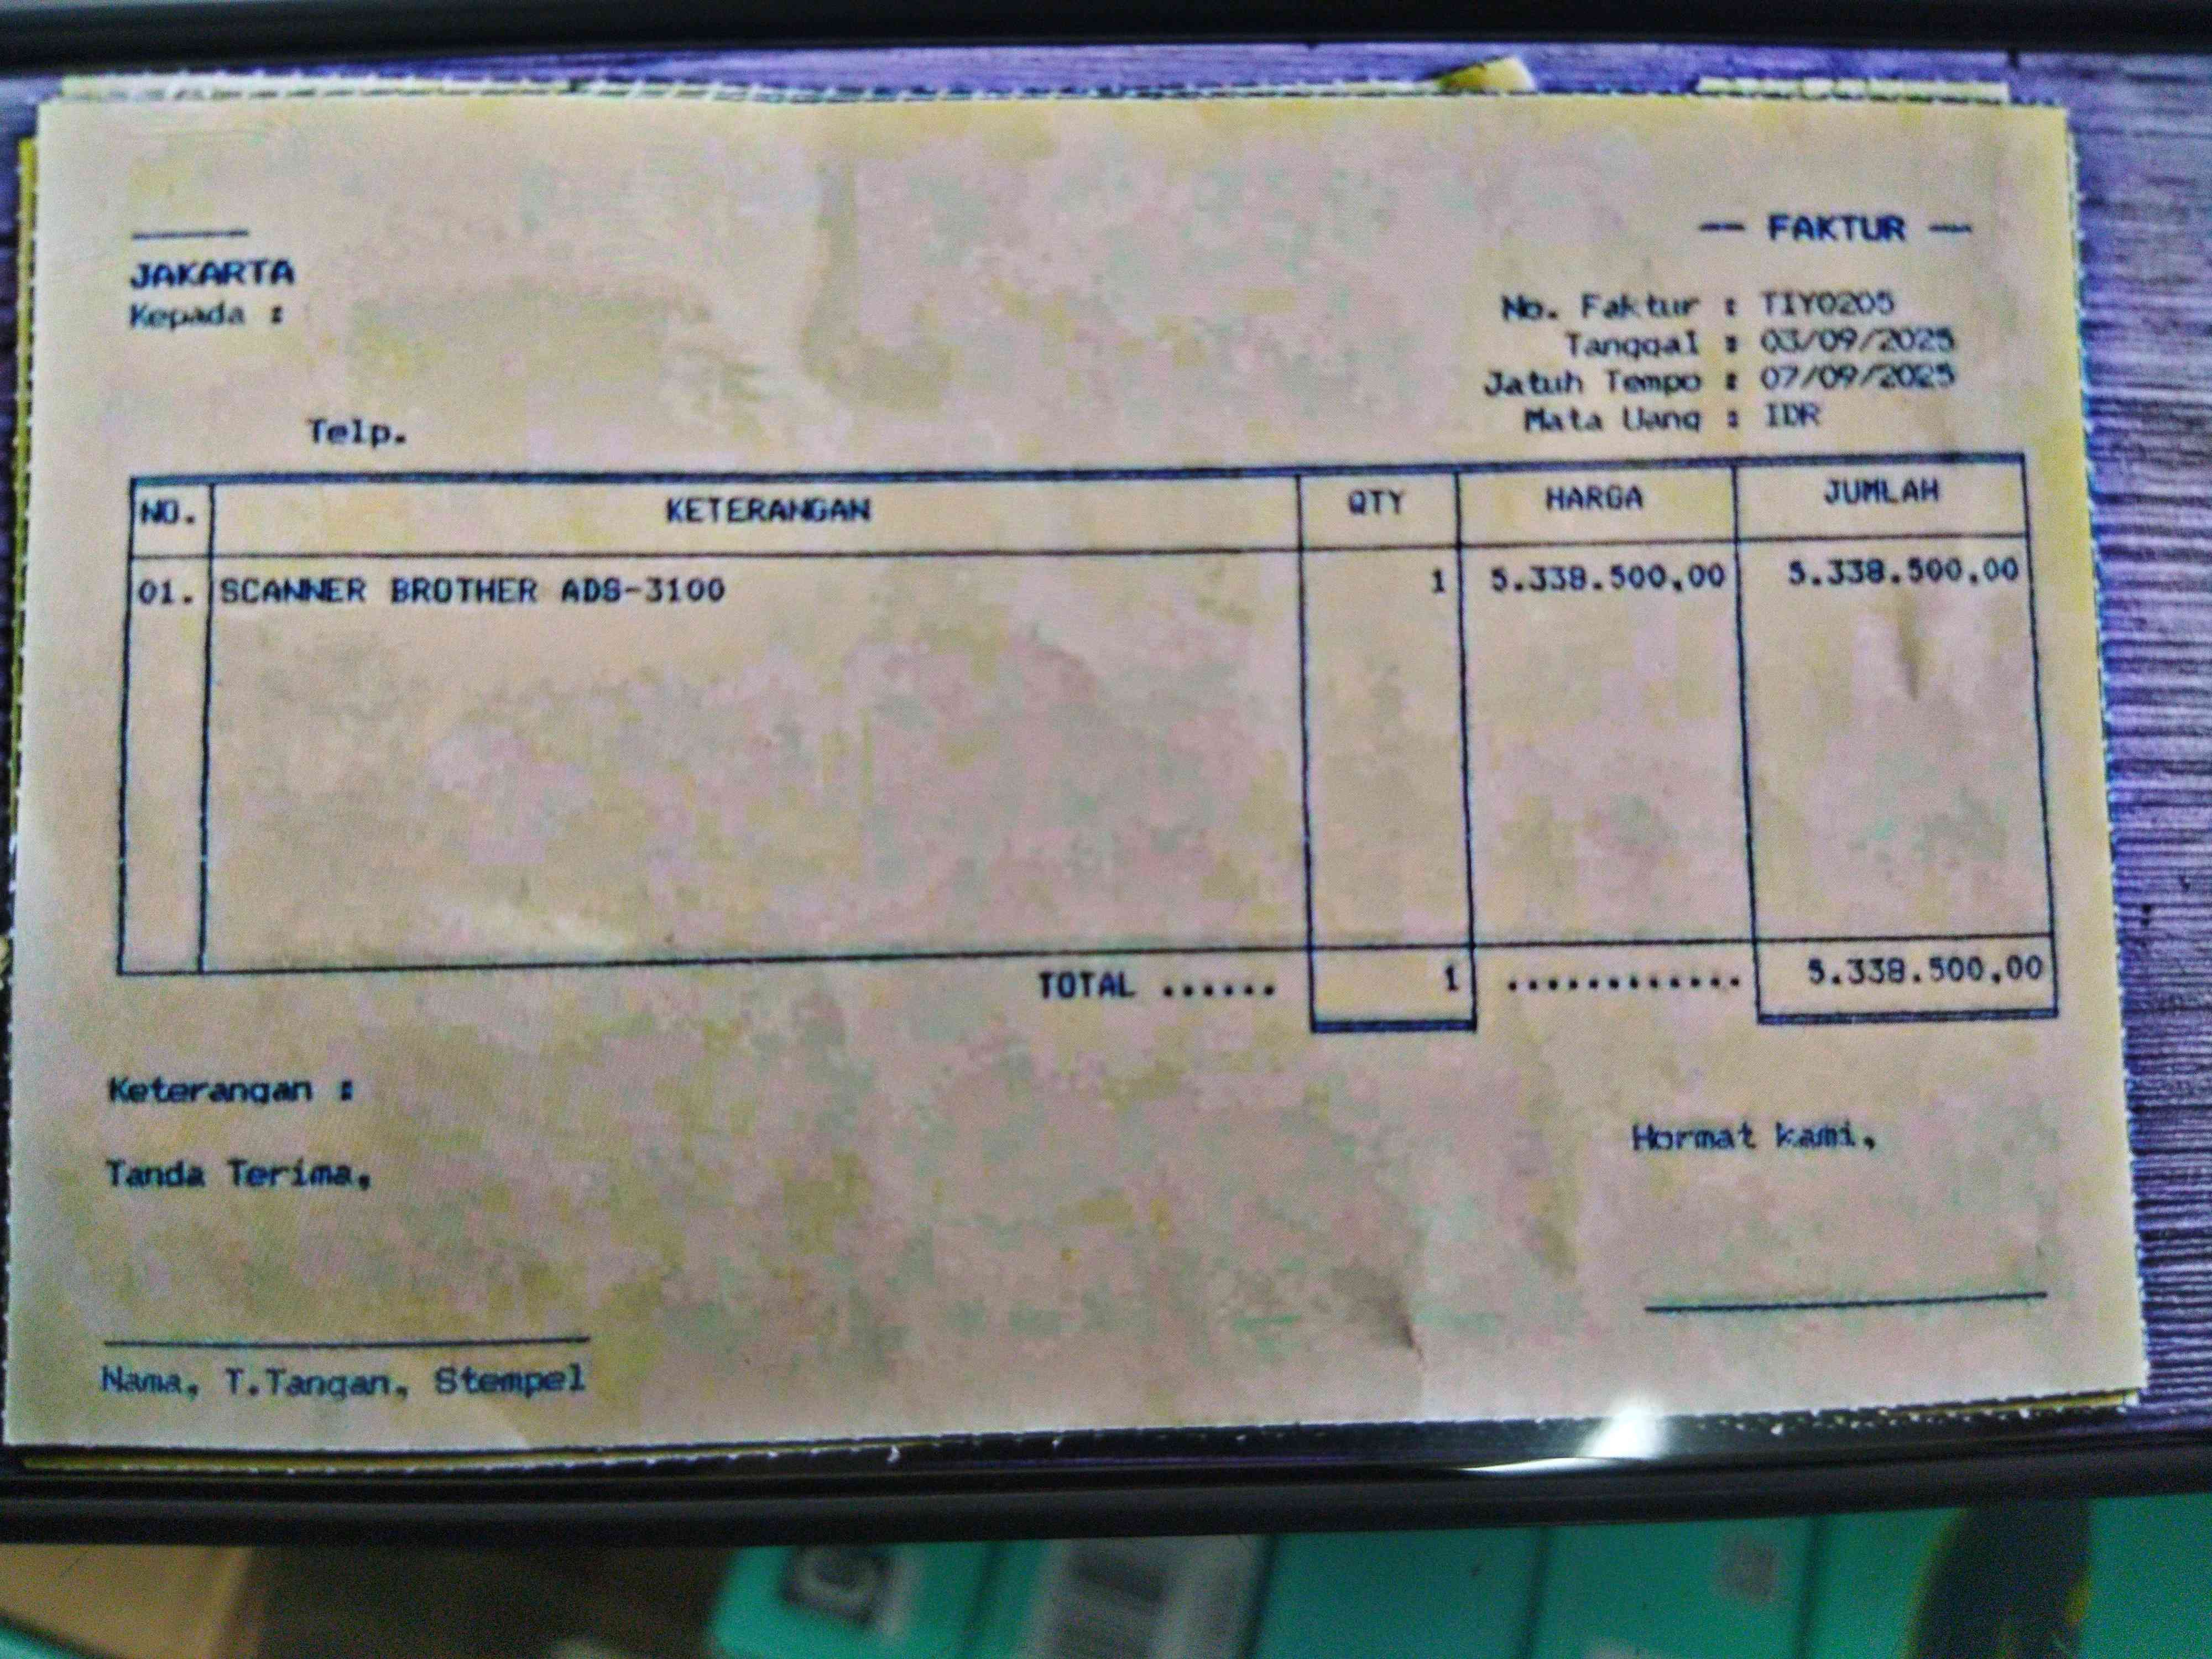 JAKARTA
Kepada :
Telp.
— FAKTUR —
No. Faktur : TIY0205
Tanggal : 03/09/2025
Jatuh Tempo : 07/09/2025
Mata Uang : IDR
NO. KETERANGAN QTY HARGA JUMLAH
01. SCANNER BROTHER ADS-3100 1 5.338.500,00 5.338.500,00
TOTAL ...... 1 ............ 5.338.500,00
Keterangan :
Hormat kami,
Tanda Terima,
Nama, T.Tangan, Stempel